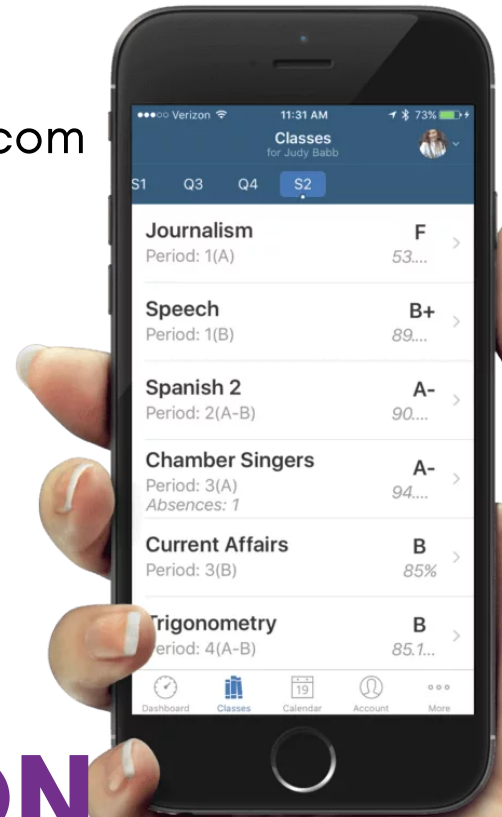 com
●●●○○ Verizon 11:31 AM 73%
Classes
for Judy Babb
S1 Q3 Q4 S2
Journalism F
Period: 1(A) 53....
Speech B+
Period: 1(B) 89....
Spanish 2 A-
Period: 2(A-B) 90....
Chamber Singers A-
Period: 3(A) 94....
Absences: 1
Current Affairs B
Period: 3(B) 85%
Trigonometry B
Period: 4(A-B) 85.1...
19
Dashboard Classes Calendar Account More
ON